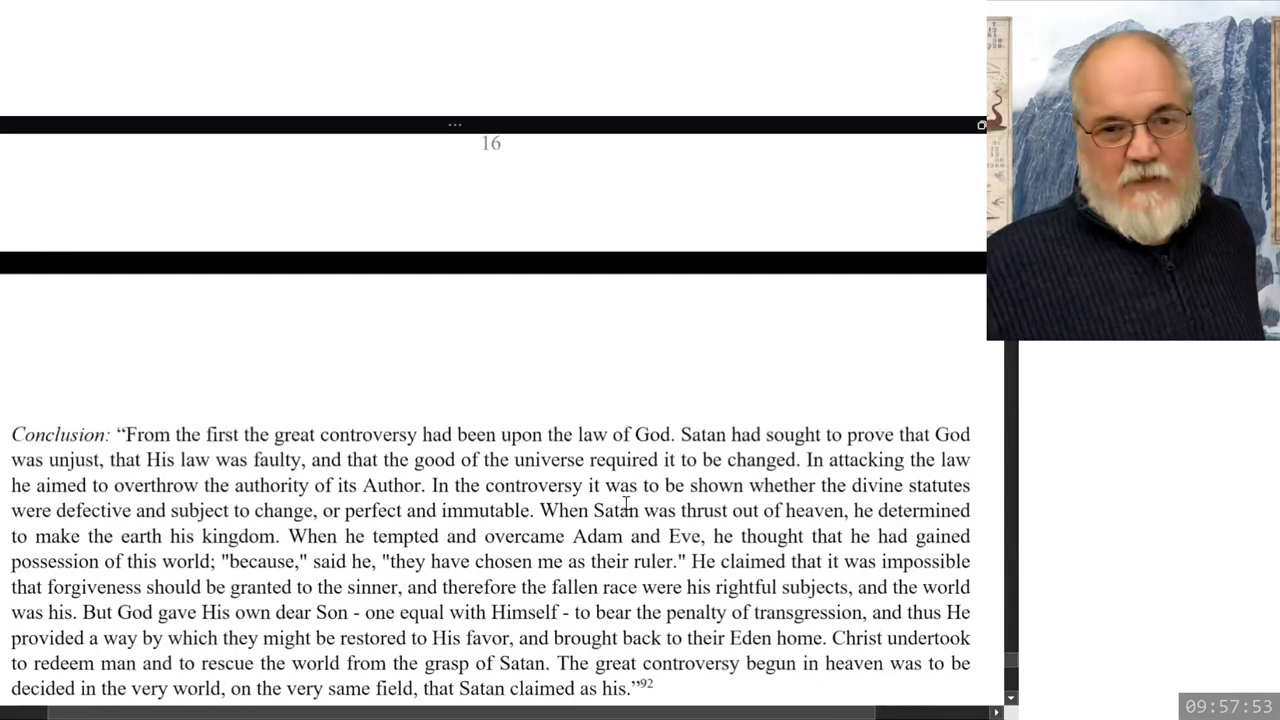 16
Conclusion: “From the first the great controversy had been upon the law of God. Satan had sought to prove that God
was unjust, that His law was faulty, and that the good of the universe required it to be changed. In attacking the law
he aimed to overthrow the authority of its Author. In the controversy it was to be shown whether the divine statutes
were defective and subject to change, or perfect and immutable. When Satan was thrust out of heaven, he determined
to make the earth his kingdom. When he tempted and overcame Adam and Eve, he thought that he had gained
possession of this world; "because," said he, "they have chosen me as their ruler." He claimed that it was impossible
that forgiveness should be granted to the sinner, and therefore the fallen race were his rightful subjects, and the world
was his. But God gave His own dear Son - one equal with Himself - to bear the penalty of transgression, and thus He
provided a way by which they might be restored to His favor, and brought back to their Eden home. Christ undertook
to redeem man and to rescue the world from the grasp of Satan. The great controversy begun in heaven was to be
decided in the very world, on the very same field, that Satan claimed as his.”92
09:57:53